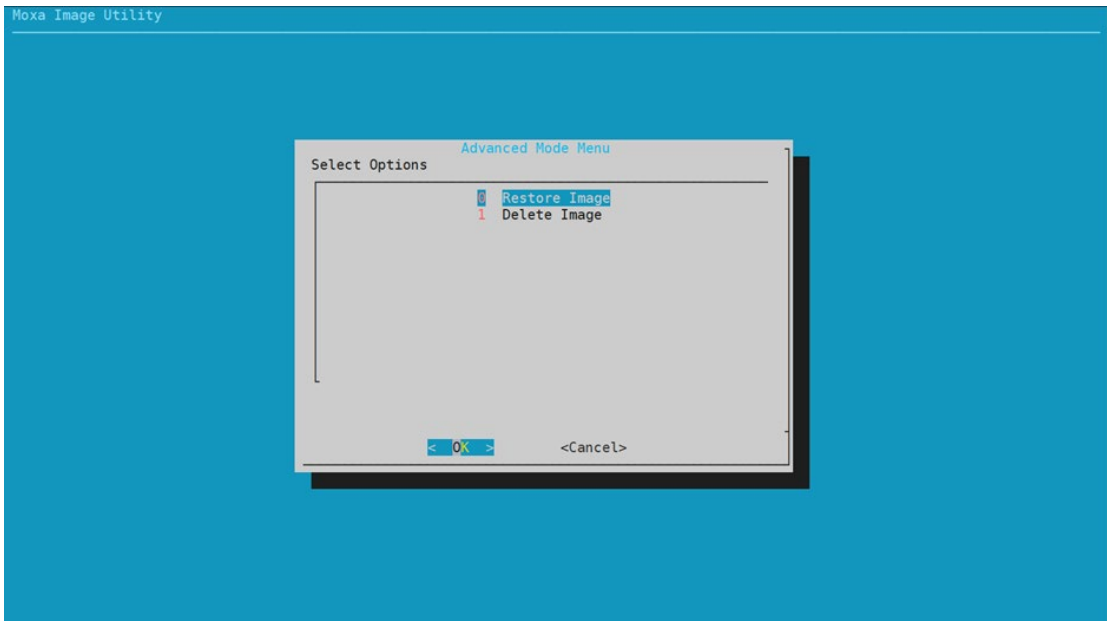 Moxa Image Utility
Advanced Mode Menu
Select Options
0 Restore Image
1 Delete Image
< OK > <Cancel>